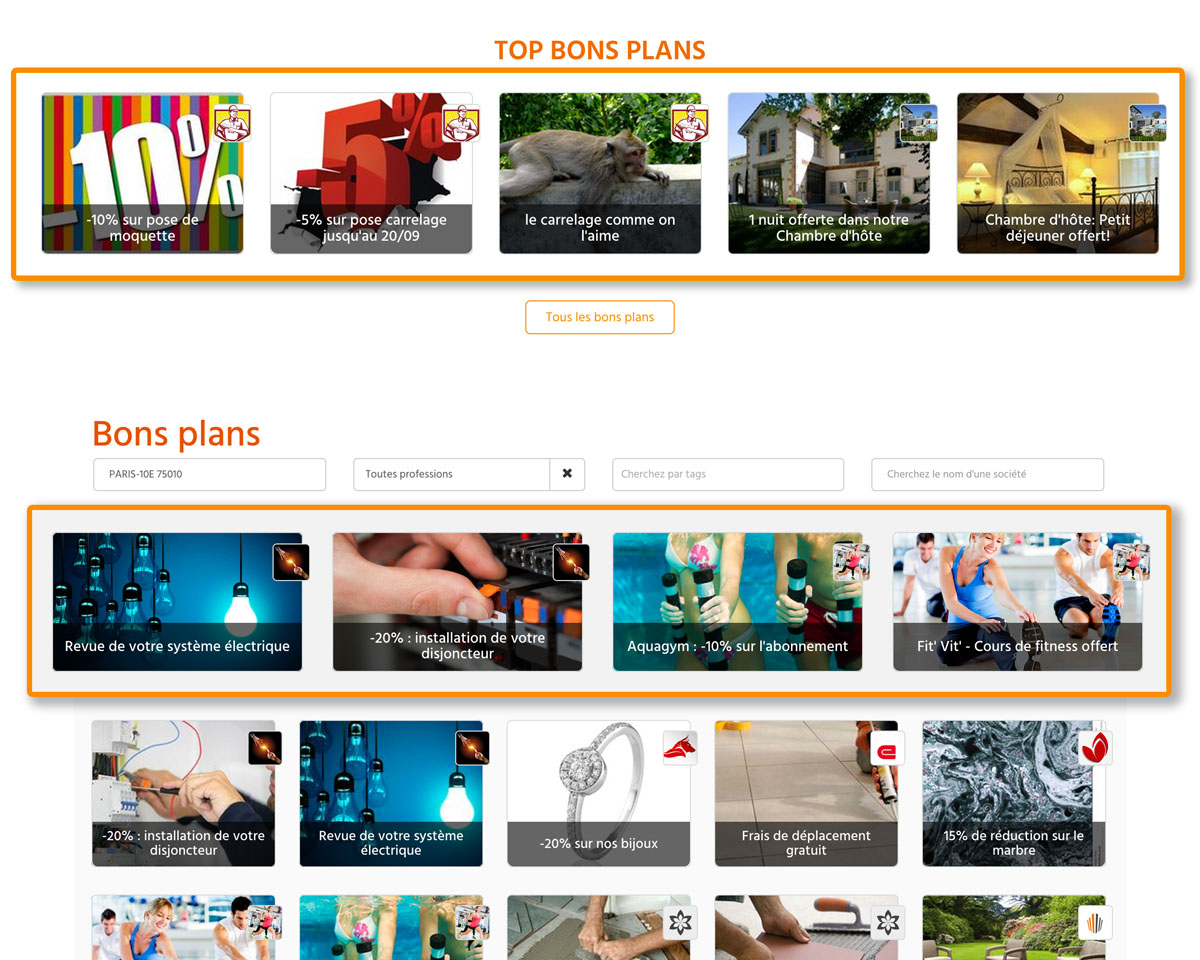 TOP BONS PLANS
-10%
5%
-10% sur pose de
moquette
-5% sur pose carrelage
jusqu'au 20/09
le carrelage comme on
l'aime
1 nuit offerte dans notre
Chambre d'hôte
Chambre d'hôte: Petit
déjeuner offert!
Tous les bons plans
Bons plans
PARIS-10E 75010
Toutes professions
Cherchez par tags
Cherchez le nom d'une société
Revue de votre système électrique
-20% : installation de votre
disjoncteur
Aquagym : -10% sur l'abonnement
Fit' Vit' - Cours de fitness offert
-20% : installation de votre
disjoncteur
Revue de votre système
électrique
-20% sur nos bijoux
Frais de déplacement
gratuit
15% de réduction sur le
marbre